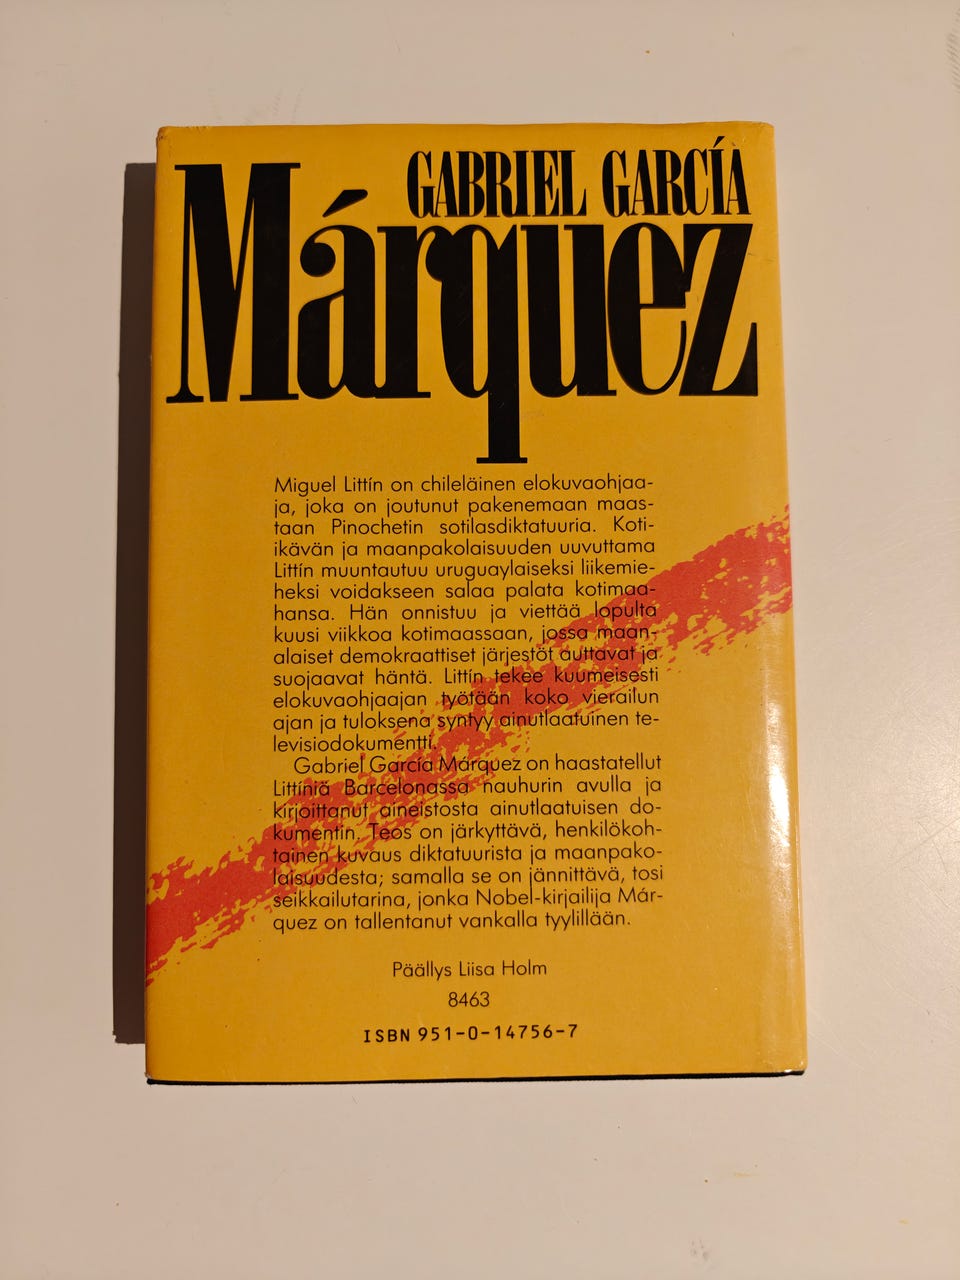 GABRIEL GARCÍA
Márquez
Miguel Littín on chileläinen elokuvaohjaa-
ja, joka on joutunut pakenemaan maas-
taan Pinochetin sotilasdiktatuuria. Koti-
ikävän ja maanpakolaisuuden uuvuttama
Littín muuntautuu uruguaylaiseksi liikemie-
heksi voidakseen salaa palata kotimaa-
hansa. Hän onnistuu ja viettää lopulta
kuusi viikkoa kotimaassaan, jossa maan-
alaiset demokraattiset järjestöt auttavat ja
suojaavat häntä. Littín tekee kuumeisesti
elokuvaohjaajan työtään koko vierailun
ajan ja tuloksena syntyy ainutlaatuinen te-
levisiodokumentti.
Gabriel García Márquez on haastatellut
Littíniä Barcelonassa nauhurin avulla ja
kirjoittanut aineistosta ainutlaatuisen do-
kumentin. Teos on järkyttävä, henkilökoh-
tainen kuvaus diktatuurista ja maanpako-
laisuudesta; samalla se on jännittävä, tosi
seikkailutarina, jonka Nobel-kirjailija Már-
quez on tallentanut vankalla tyylillään.
Päällys Liisa Holm
8463
ISBN 951-0-14756-7